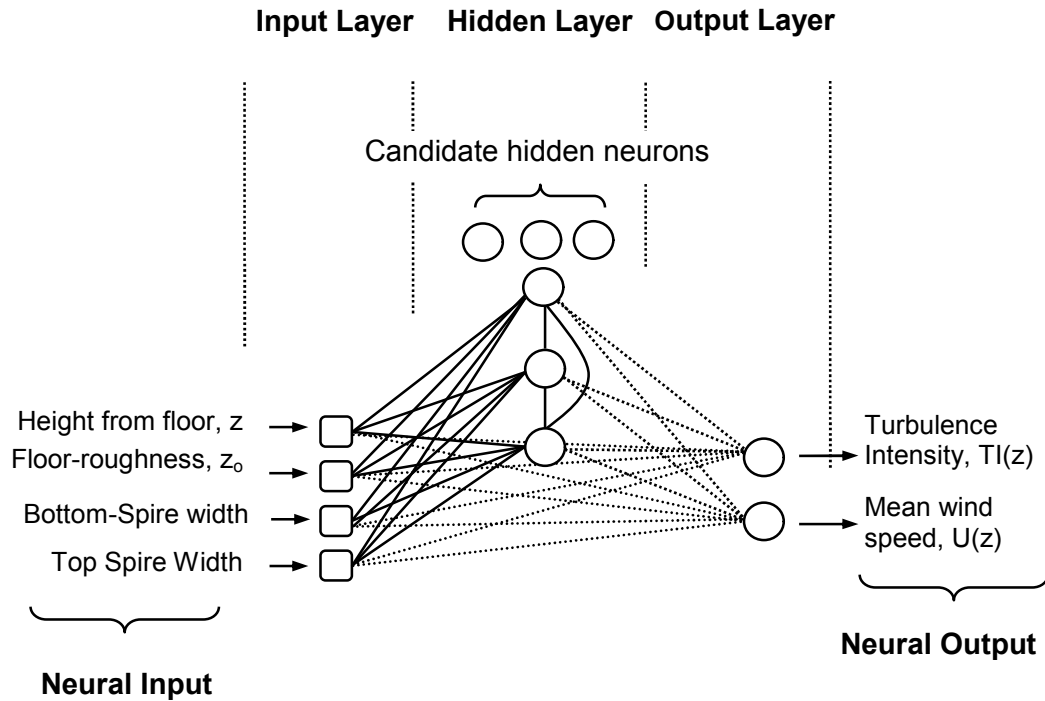 Input Layer Hidden Layer Output Layer
Candidate hidden neurons
Height from floor, z
Floor-roughness, zₒ
Bottom-Spire width
Top Spire Width
Neural Input
Turbulence
Intensity, TI(z)
Mean wind
speed, U(z)
Neural Output